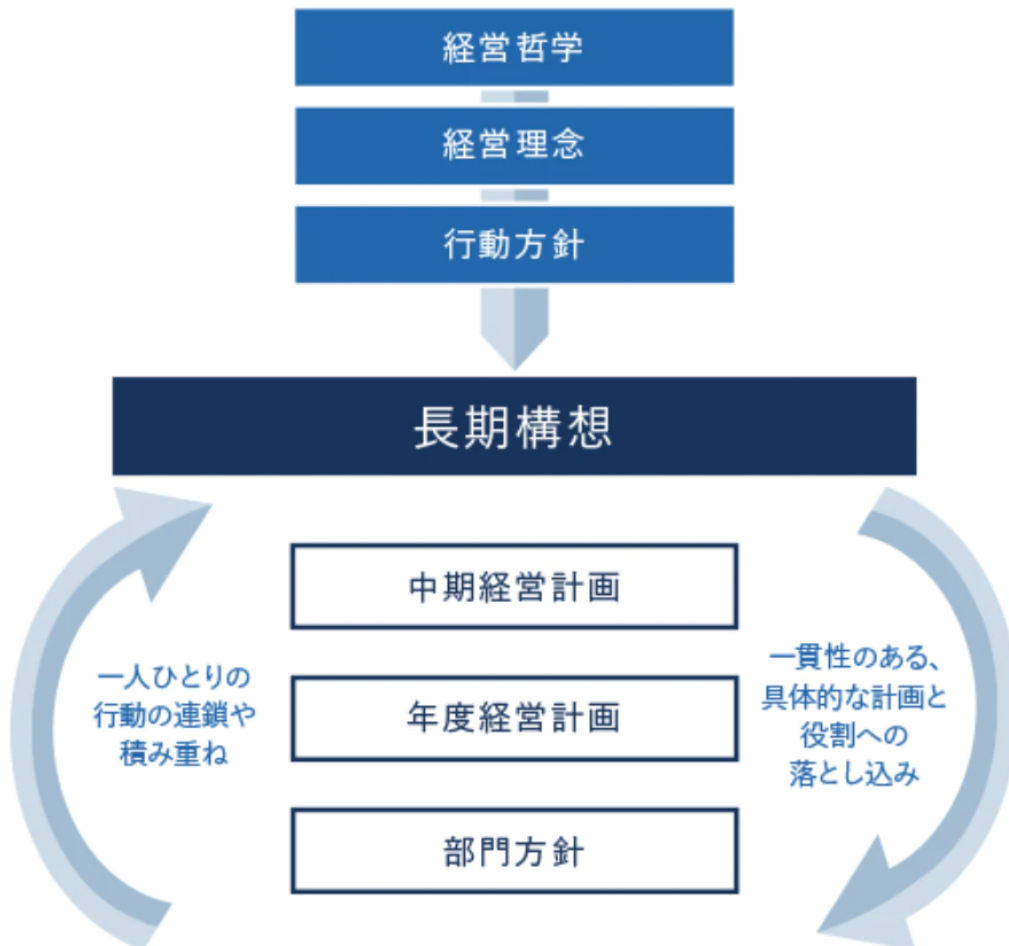 経営哲学
経営理念
行動方針
長期構想
中期経営計画
年度経営計画
部門方針
一人ひとりの
行動の連鎖や
積み重ね
一貫性のある、
具体的な計画と
役割への
落とし込み